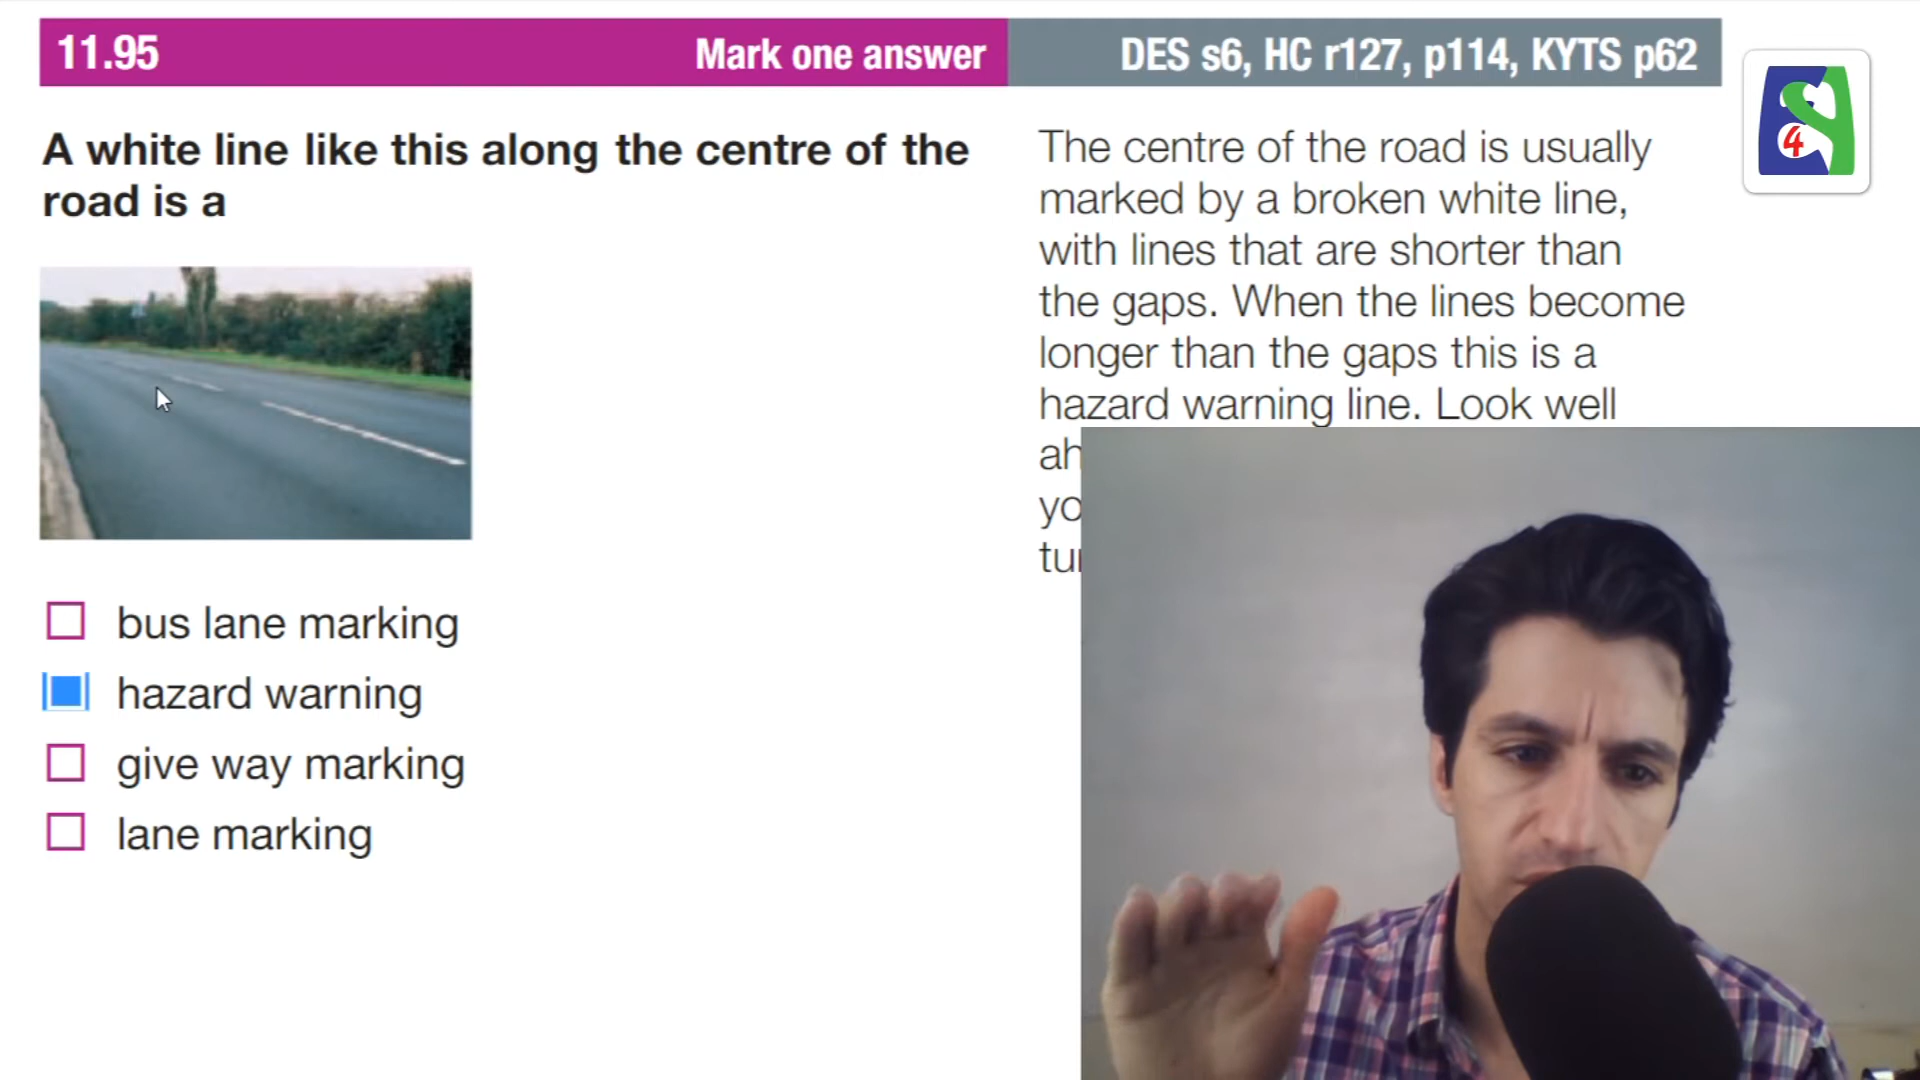 11.95 Mark one answer DES s6, HC r127, p114, KYTS p62
A white line like this along the centre of the
road is a
bus lane marking
hazard warning
give way marking
lane marking
The centre of the road is usually
marked by a broken white line,
with lines that are shorter than
the gaps. When the lines become
longer than the gaps this is a
hazard warning line. Look well
4